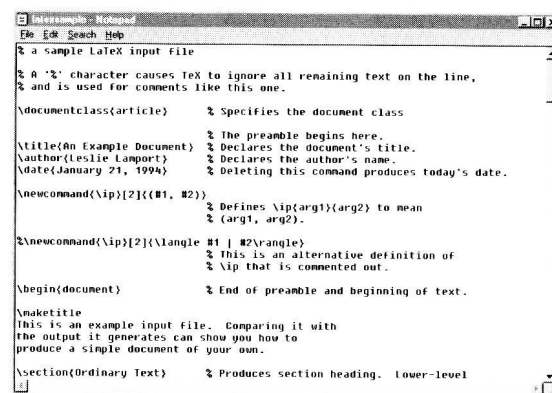 latexsample - Notepad
File Edit Search Help
% a sample LaTeX input file
% A '%' character causes TeX to ignore all remaining text on the line,
% and is used for comments like this one.
\documentclass{article} % Specifies the document class
% The preamble begins here.
\title{An Example Document} % Declares the document's title.
\author{Leslie Lamport} % Declares the author's name.
\date{January 21, 1994} % Deleting this command produces today's date.
\newcommand{\ip}[2]{(#1, #2)}
% Defines \ip{arg1}{arg2} to mean
% (arg1, arg2).
%\newcommand{\ip}[2]{\langle #1 | #2\rangle}
% This is an alternative definition of
% \ip that is commented out.
\begin{document} % End of preamble and beginning of text.
\maketitle
This is an example input file. Comparing it with
the output it generates can show you how to
produce a simple document of your own.
\section{Ordinary Text} % Produces section heading. Lower-level